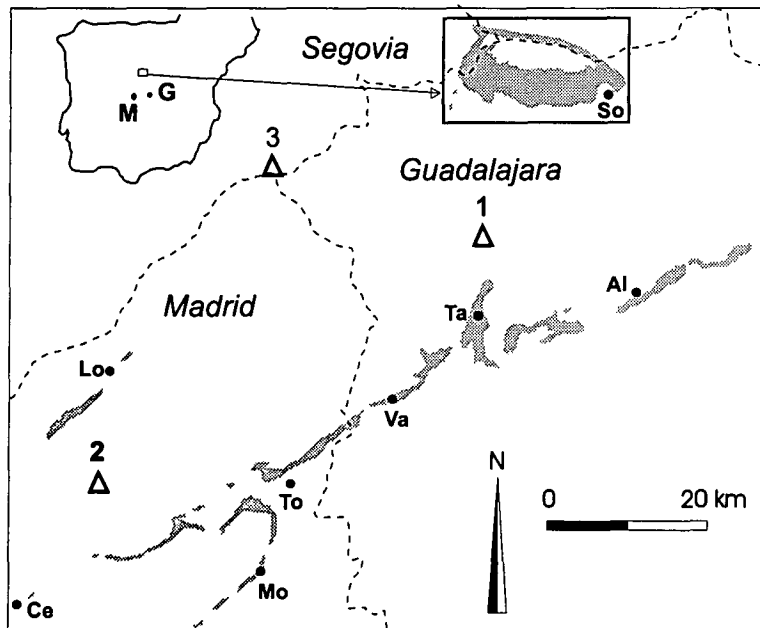 Segovia
G
M
So
3
Guadalajara
1
Madrid
Al
Ta
Lo
Va
2
N
0 20 km
To
Mo
Ce